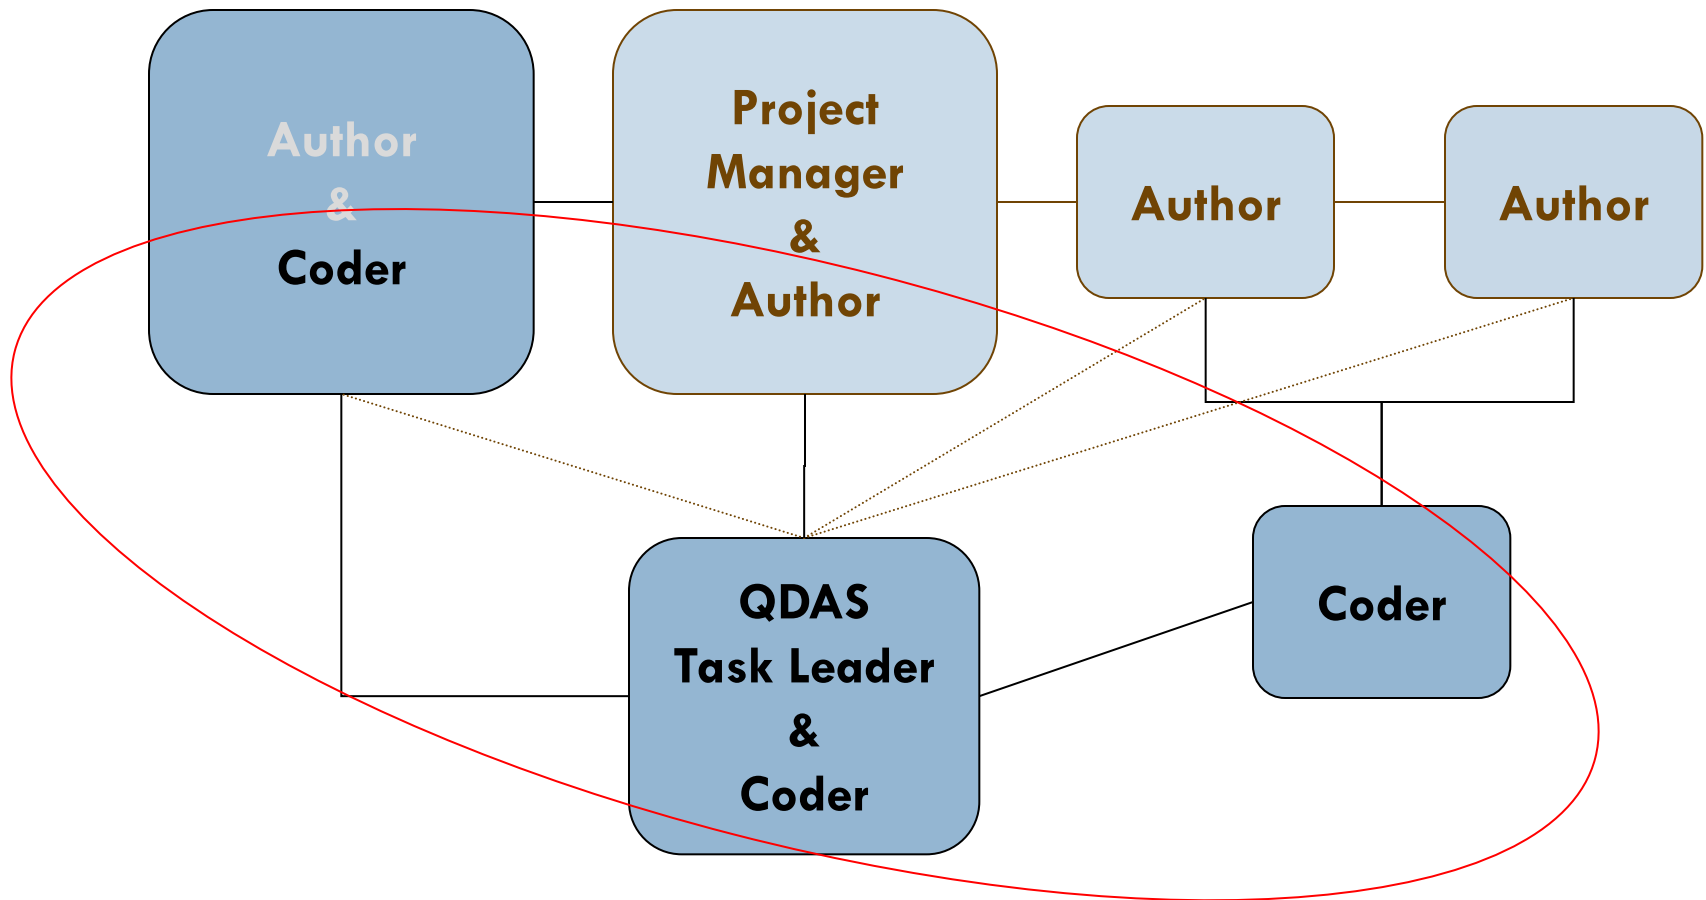 Author
&
Coder
Project
Manager
&
Author
Author
Author
QDAS
Task Leader
&
Coder
Coder